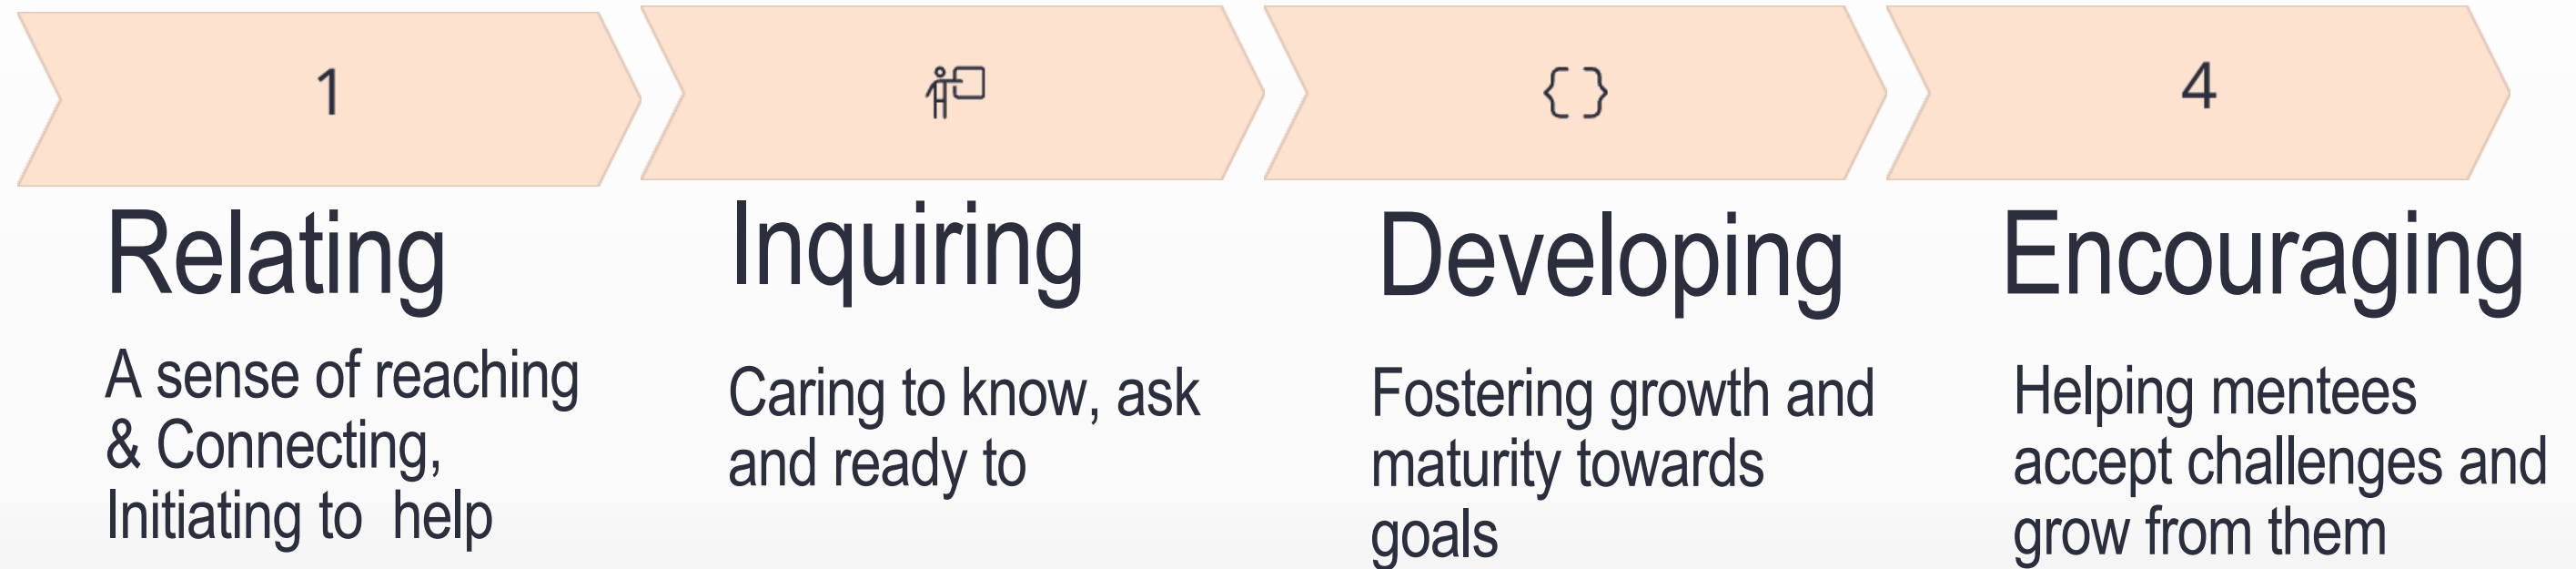 1
{ }
4
Relating
Inquiring
Developing
Encouraging
A sense of reaching
& Connecting,
Initiating to help
Caring to know, ask
and ready to
Fostering growth and
maturity towards
goals
Helping mentees
accept challenges and
grow from them